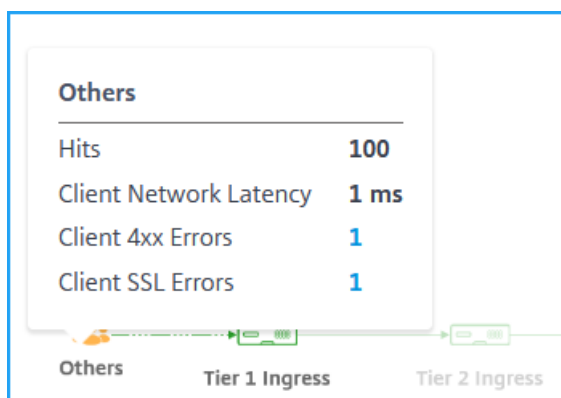 Others
Hits 100
Client Network Latency 1 ms
Client 4xx Errors 1
Client SSL Errors 1
Others
Tier 1 Ingress
Tier 2 Ingress